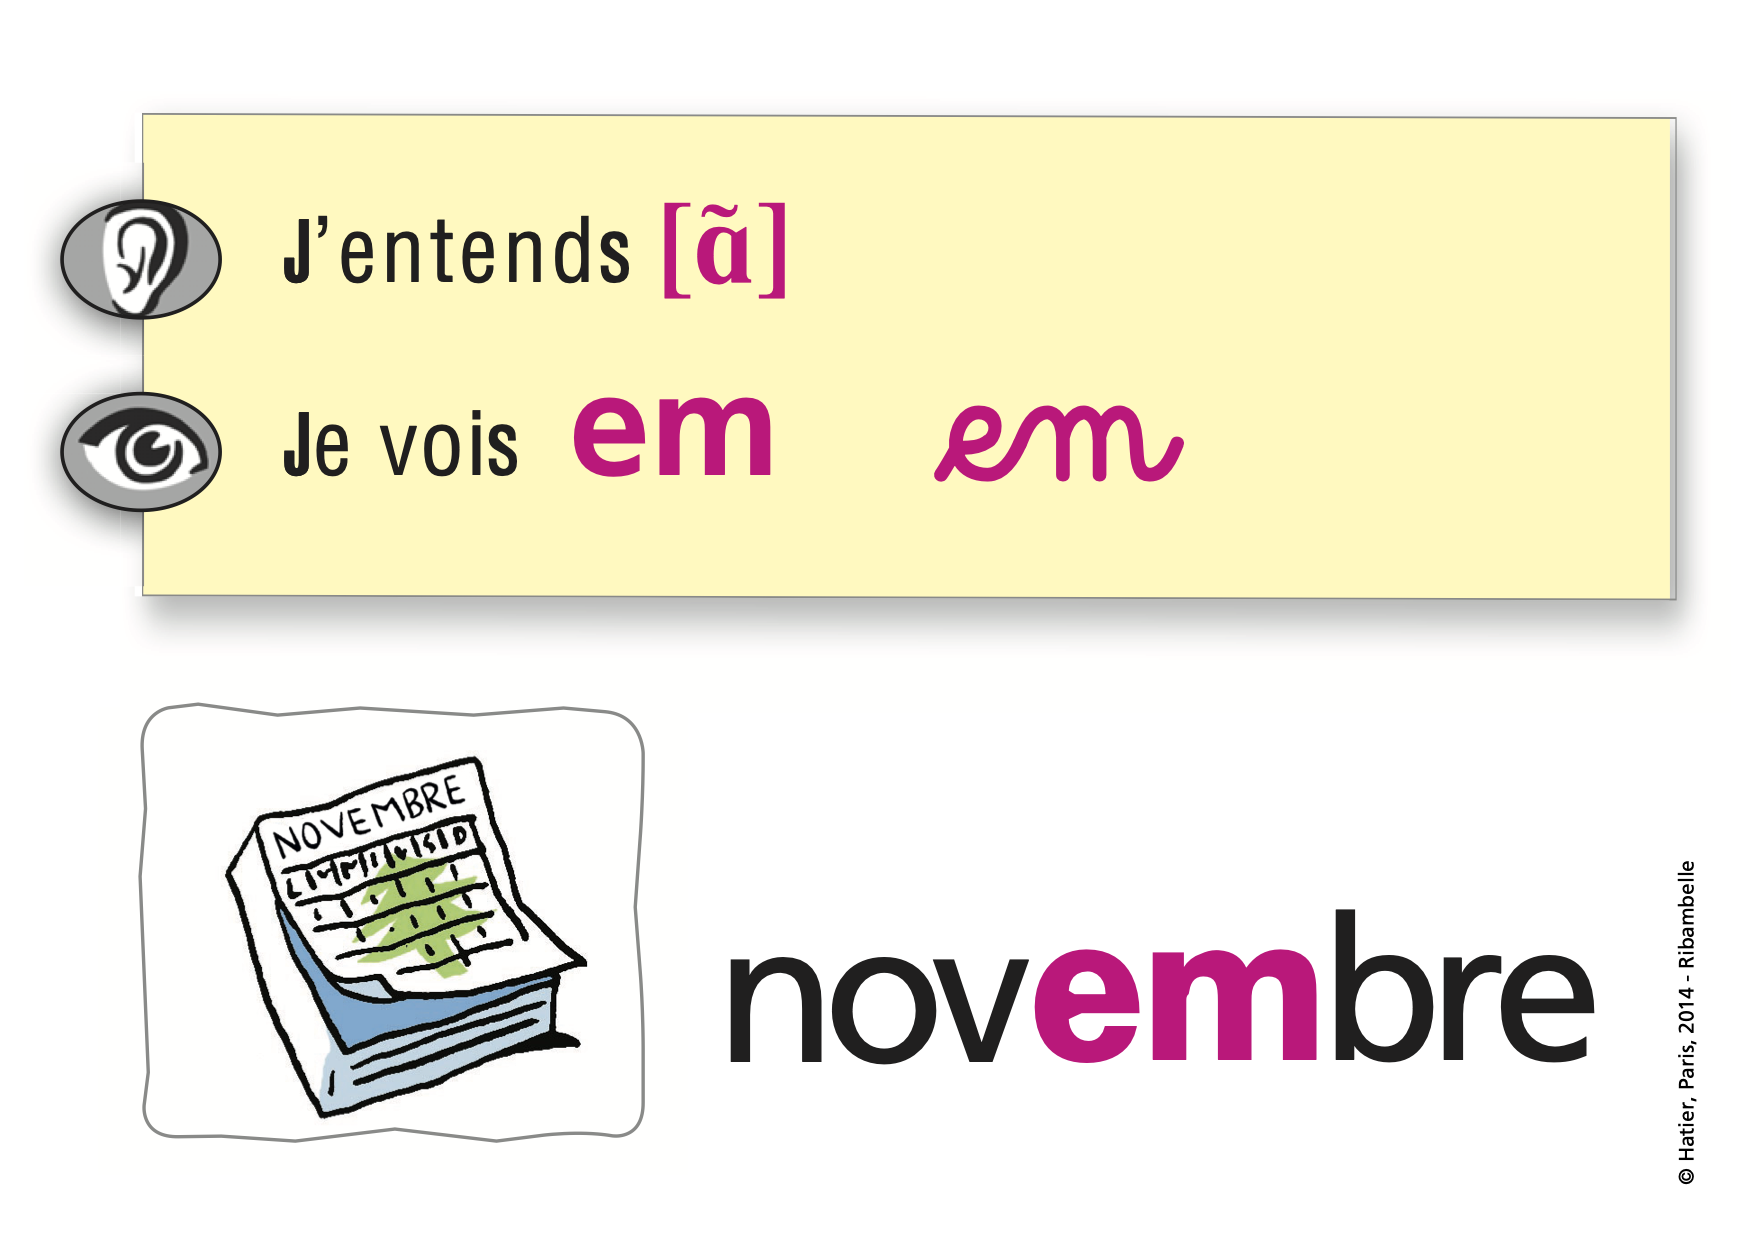 J'entends [ɑ̃]
Je vois em em
NOVEMBRE
L M M J V S D
novembre
© Hatier, Paris, 2014 - Ribambelle